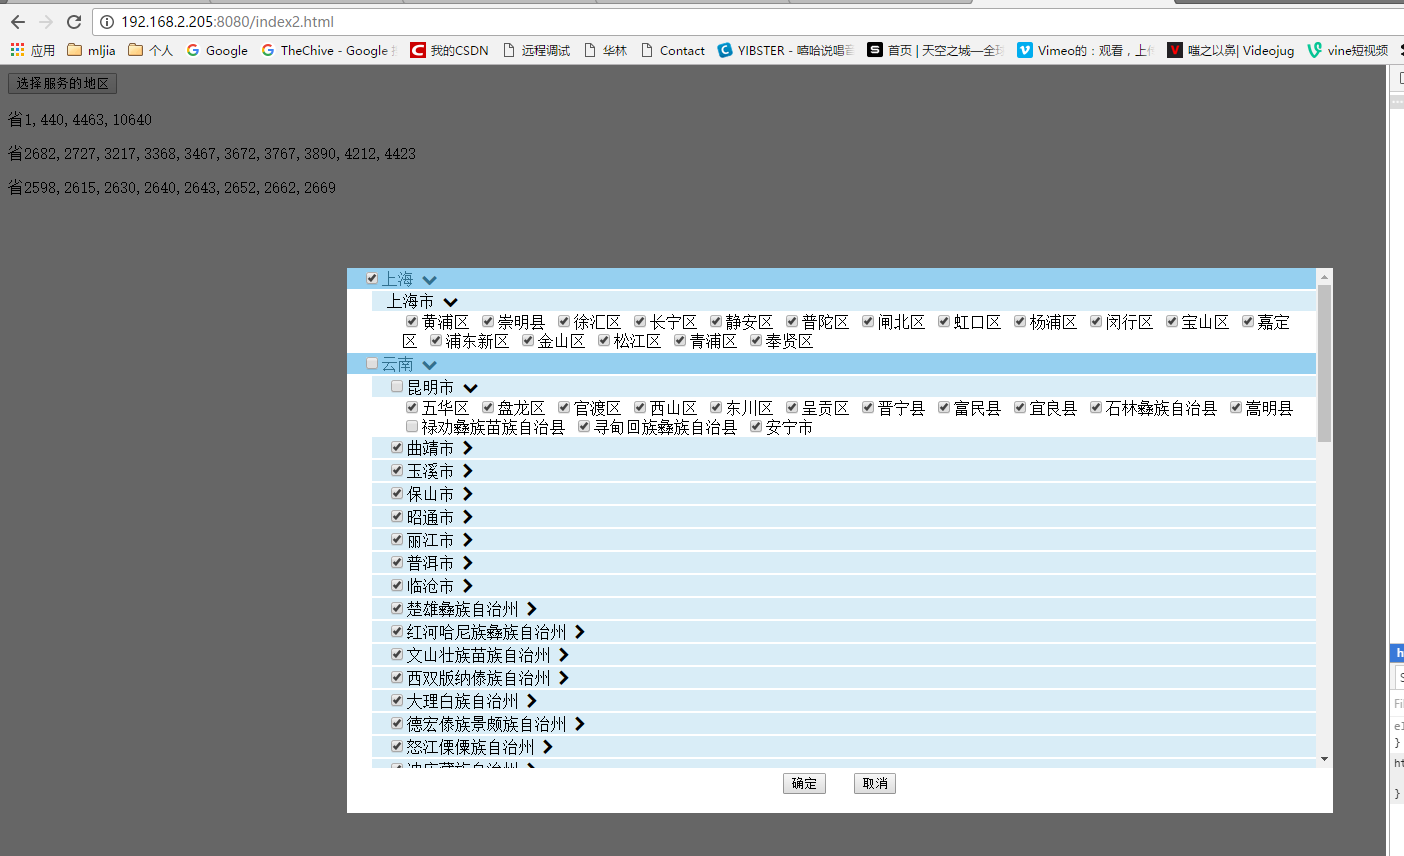 192.168.2.205:8080/index2.html
应用 mljia 个人 Google TheChive - Google 我的CSDN 远程调试 华林 Contact YIBSTER - 嘻哈说唱音 首页 | 天空之城—全球 Vimeo的：观看，上传 嗤之以鼻| Videojug vine短视频
选择服务的地区
省1, 440, 4463, 10640
省2682, 2727, 3217, 3368, 3467, 3672, 3767, 3890, 4212, 4423
省2598, 2615, 2630, 2640, 2643, 2652, 2662, 2669
上海
上海市
黄浦区 崇明县 徐汇区 长宁区 静安区 普陀区 闸北区 虹口区 杨浦区 闵行区 宝山区 嘉定
区 浦东新区 金山区 松江区 青浦区 奉贤区
云南
昆明市
五华区 盘龙区 官渡区 西山区 东川区 呈贡区 晋宁县 富民县 宜良县 石林彝族自治县 嵩明县
禄劝彝族苗族自治县 寻甸回族彝族自治县 安宁市
曲靖市
玉溪市
保山市
昭通市
丽江市
普洱市
临沧市
楚雄彝族自治州
红河哈尼族彝族自治州
文山壮族苗族自治州
西双版纳傣族自治州
大理白族自治州
德宏傣族景颇族自治州
怒江傈僳族自治州
迪庆藏族自治州
确定 取消